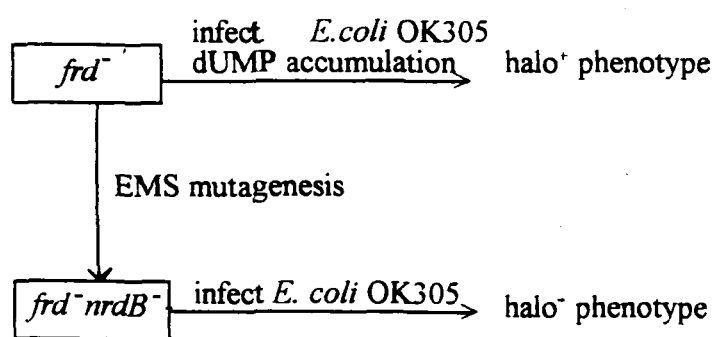 infect E.coli OK305
frd⁻ dUMP accumulation halo⁺ phenotype
EMS mutagenesis
frd⁻nrdB⁻ infect E. coli OK305 halo⁻ phenotype